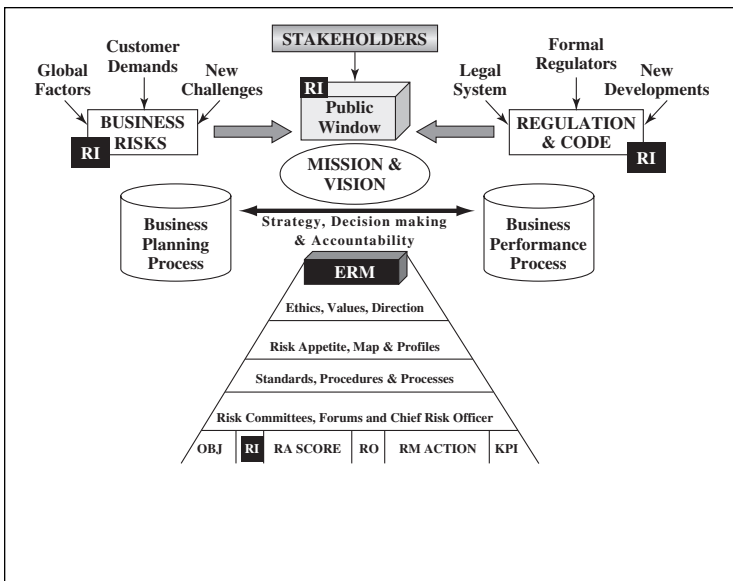 STAKEHOLDERS
Customer
Demands
Global
Factors
New
Challenges
BUSINESS
RISKS
RI
RI
Public
Window
Formal
Regulators
Legal
System
New
Developments
REGULATION
& CODE
RI
MISSION &
VISION
Business
Planning
Process
Strategy, Decision making
& Accountability
Business
Performance
Process
ERM
Ethics, Values, Direction
Risk Appetite, Map & Profiles
Standards, Procedures & Processes
Risk Committees, Forums and Chief Risk Officer
OBJ RI RA SCORE RO RM ACTION KPI